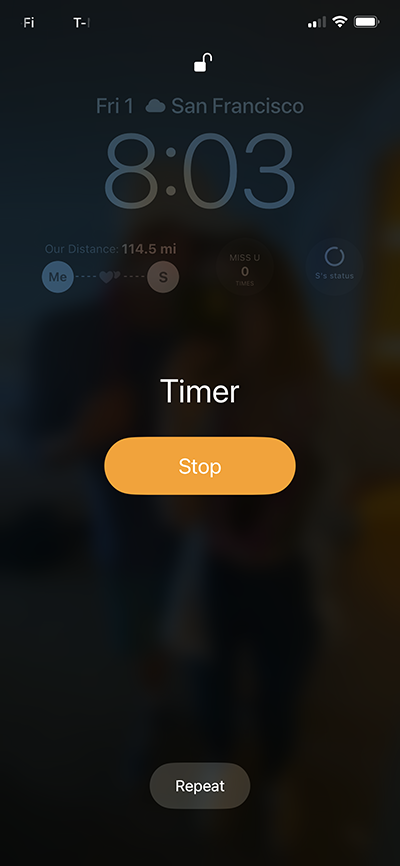 Fi T-
Fri 1 San Francisco
8:03
Our Distance: 114.5 mi
Me S
MISS U
0
TIMES
S's status
Timer
Stop
Repeat